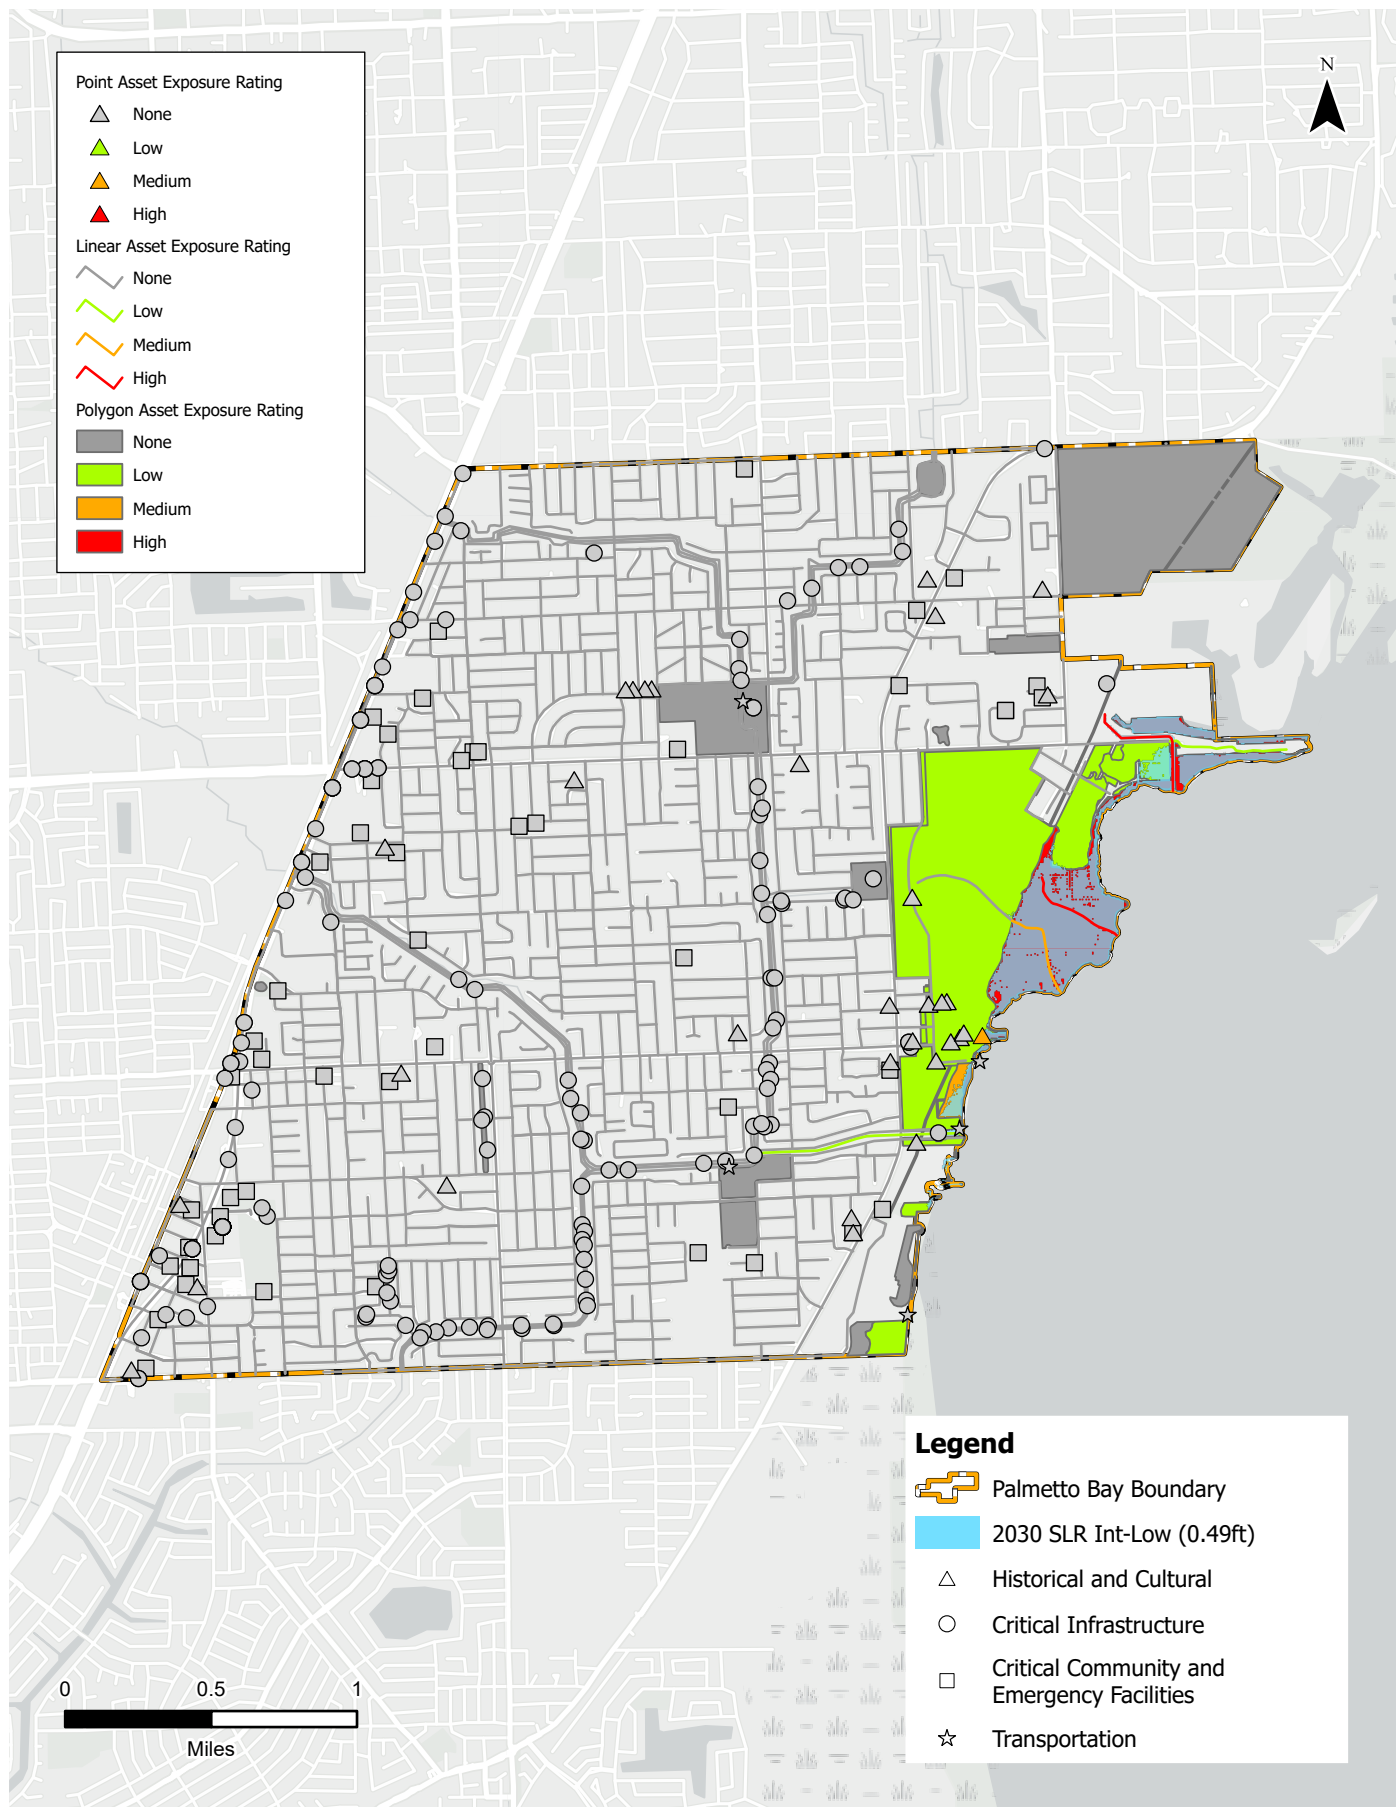 Point Asset Exposure Rating
None
Low
Medium
High
Linear Asset Exposure Rating
None
Low
Medium
High
Polygon Asset Exposure Rating
None
Low
Medium
High
N
Legend
Palmetto Bay Boundary
2030 SLR Int-Low (0.49ft)
Historical and Cultural
Critical Infrastructure
Critical Community and
Emergency Facilities
Transportation
0 0.5 1
Miles